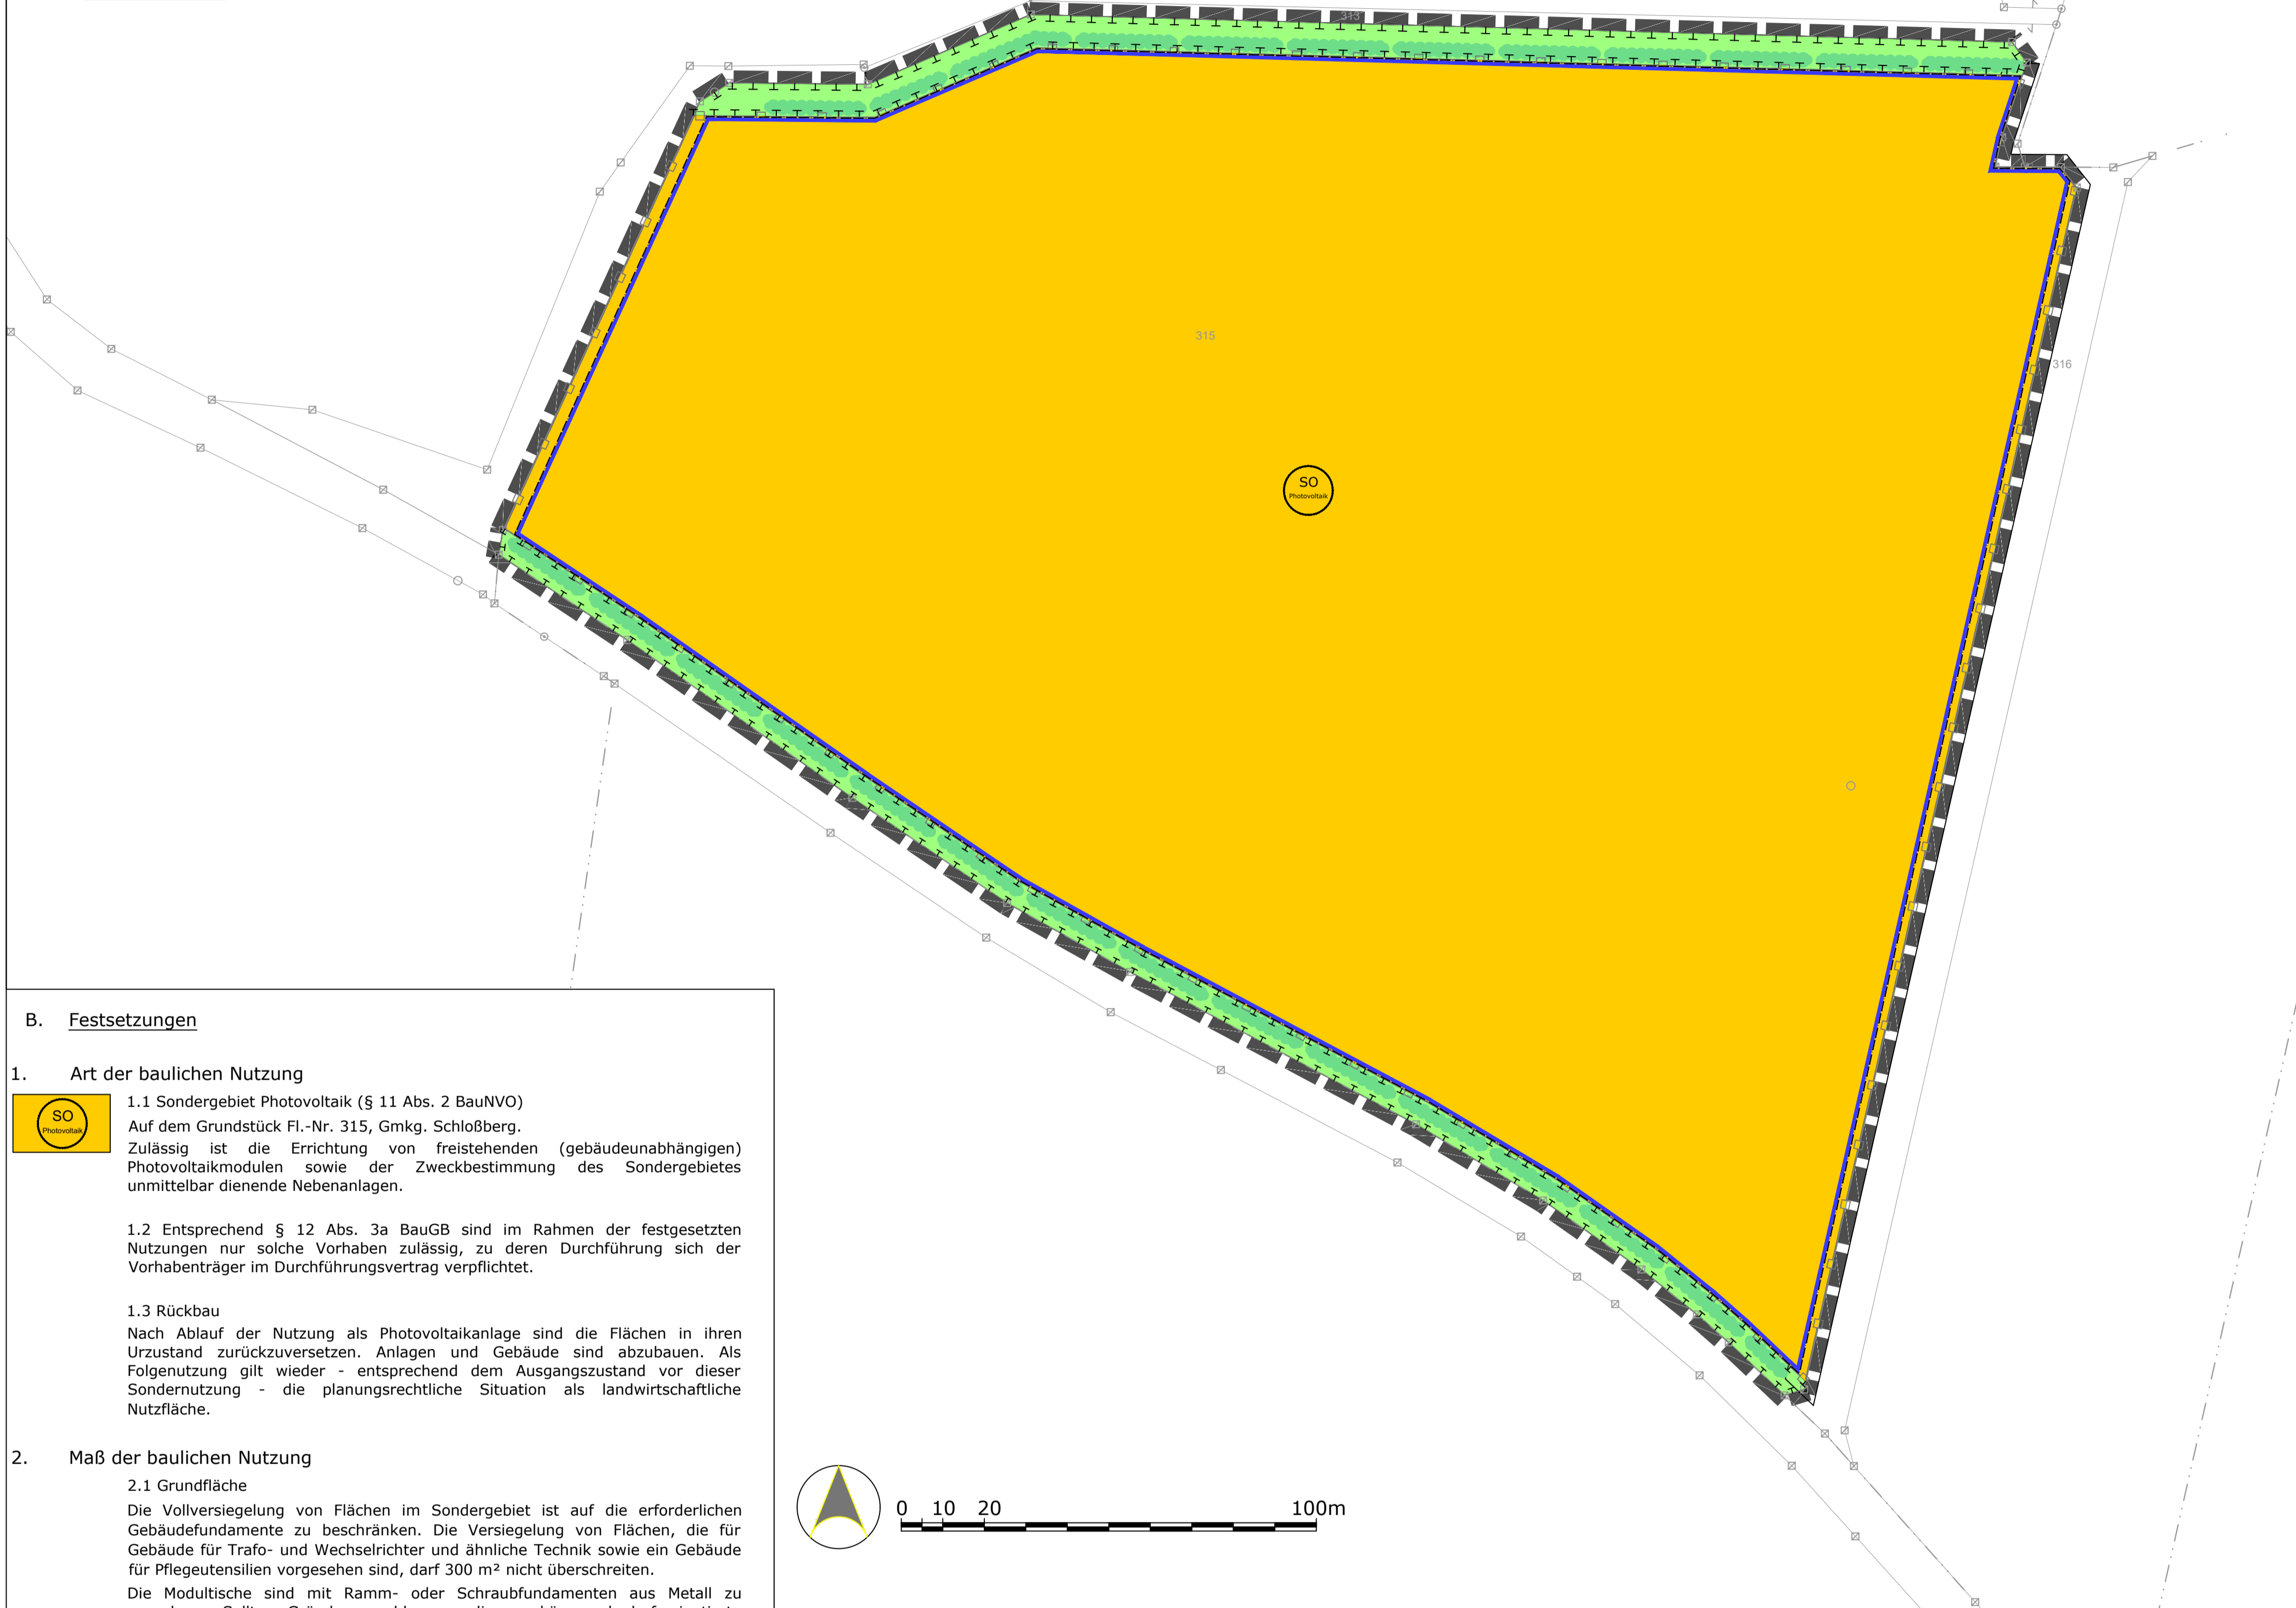 313
315
316
SO
Photovoltaik
B. Festsetzungen
1. Art der baulichen Nutzung
SO
Photovoltaik
1.1 Sondergebiet Photovoltaik (§ 11 Abs. 2 BauNVO)
Auf dem Grundstück Fl.-Nr. 315, Gmkg. Schloßberg.
Zulässig ist die Errichtung von freistehenden (gebäudeunabhängigen)
Photovoltaikmodulen sowie der Zweckbestimmung des Sondergebietes
unmittelbar dienende Nebenanlagen.
1.2 Entsprechend § 12 Abs. 3a BauGB sind im Rahmen der festgesetzten
Nutzungen nur solche Vorhaben zulässig, zu deren Durchführung sich der
Vorhabenträger im Durchführungsvertrag verpflichtet.
1.3 Rückbau
Nach Ablauf der Nutzung als Photovoltaikanlage sind die Flächen in ihren
Urzustand zurückzuversetzen. Anlagen und Gebäude sind abzubauen. Als
Folgenutzung gilt wieder - entsprechend dem Ausgangszustand vor dieser
Sondernutzung - die planungsrechtliche Situation als landwirtschaftliche
Nutzfläche.
2. Maß der baulichen Nutzung
2.1 Grundfläche
Die Vollversiegelung von Flächen im Sondergebiet ist auf die erforderlichen
Gebäudefundamente zu beschränken. Die Versiegelung von Flächen, die für
Gebäude für Trafo- und Wechselrichter und ähnliche Technik sowie ein Gebäude
für Pflegeutensilien vorgesehen sind, darf 300 m² nicht überschreiten.
Die Modultische sind mit Ramm- oder Schraubfundamenten aus Metall zu
0 10 20 100m